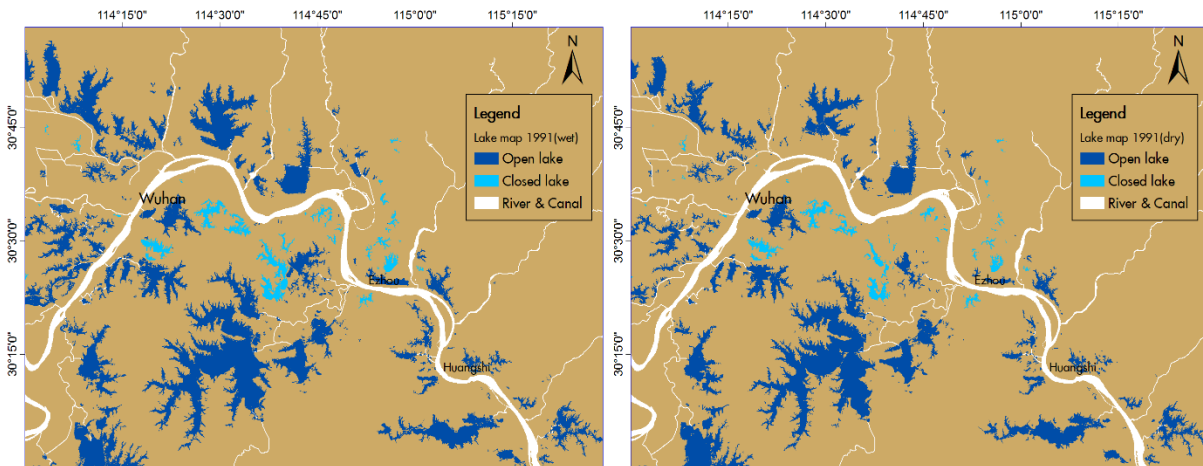 114°15'0" 114°30'0" 114°45'0" 115°0'0" 115°15'0"
N
30°45'0"
30°30'0"
30°15'0"
Legend
Lake map 1991(wet)
Open lake
Closed lake
River & Canal
Wuhan
Ezhou
Huangshi
114°15'0" 114°30'0" 114°45'0" 115°0'0" 115°15'0"
N
30°45'0"
30°30'0"
30°15'0"
Legend
Lake map 1991(dry)
Open lake
Closed lake
River & Canal
Wuhan
Ezhou
Huangshi